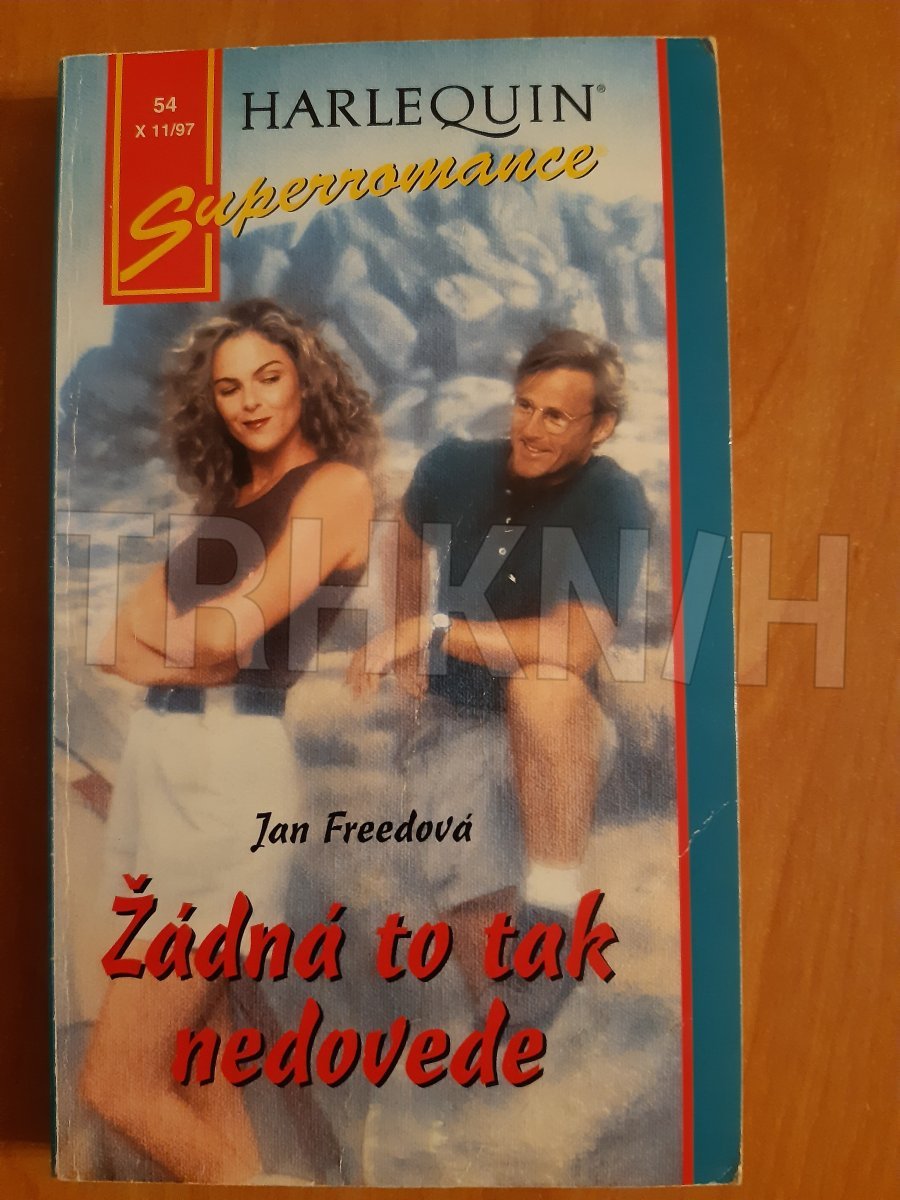 54
X 11/97
HARLEQUIN®
Superromance
TRHKNIH
Jan Freedová
Žádná to tak
nedovede